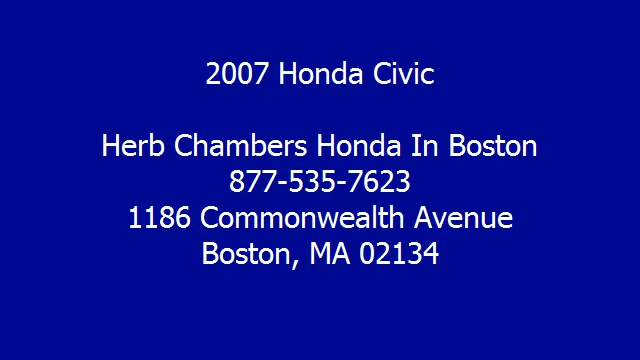 2007 Honda Civic
Herb Chambers Honda In Boston
877-535-7623
1186 Commonwealth Avenue
Boston, MA 02134